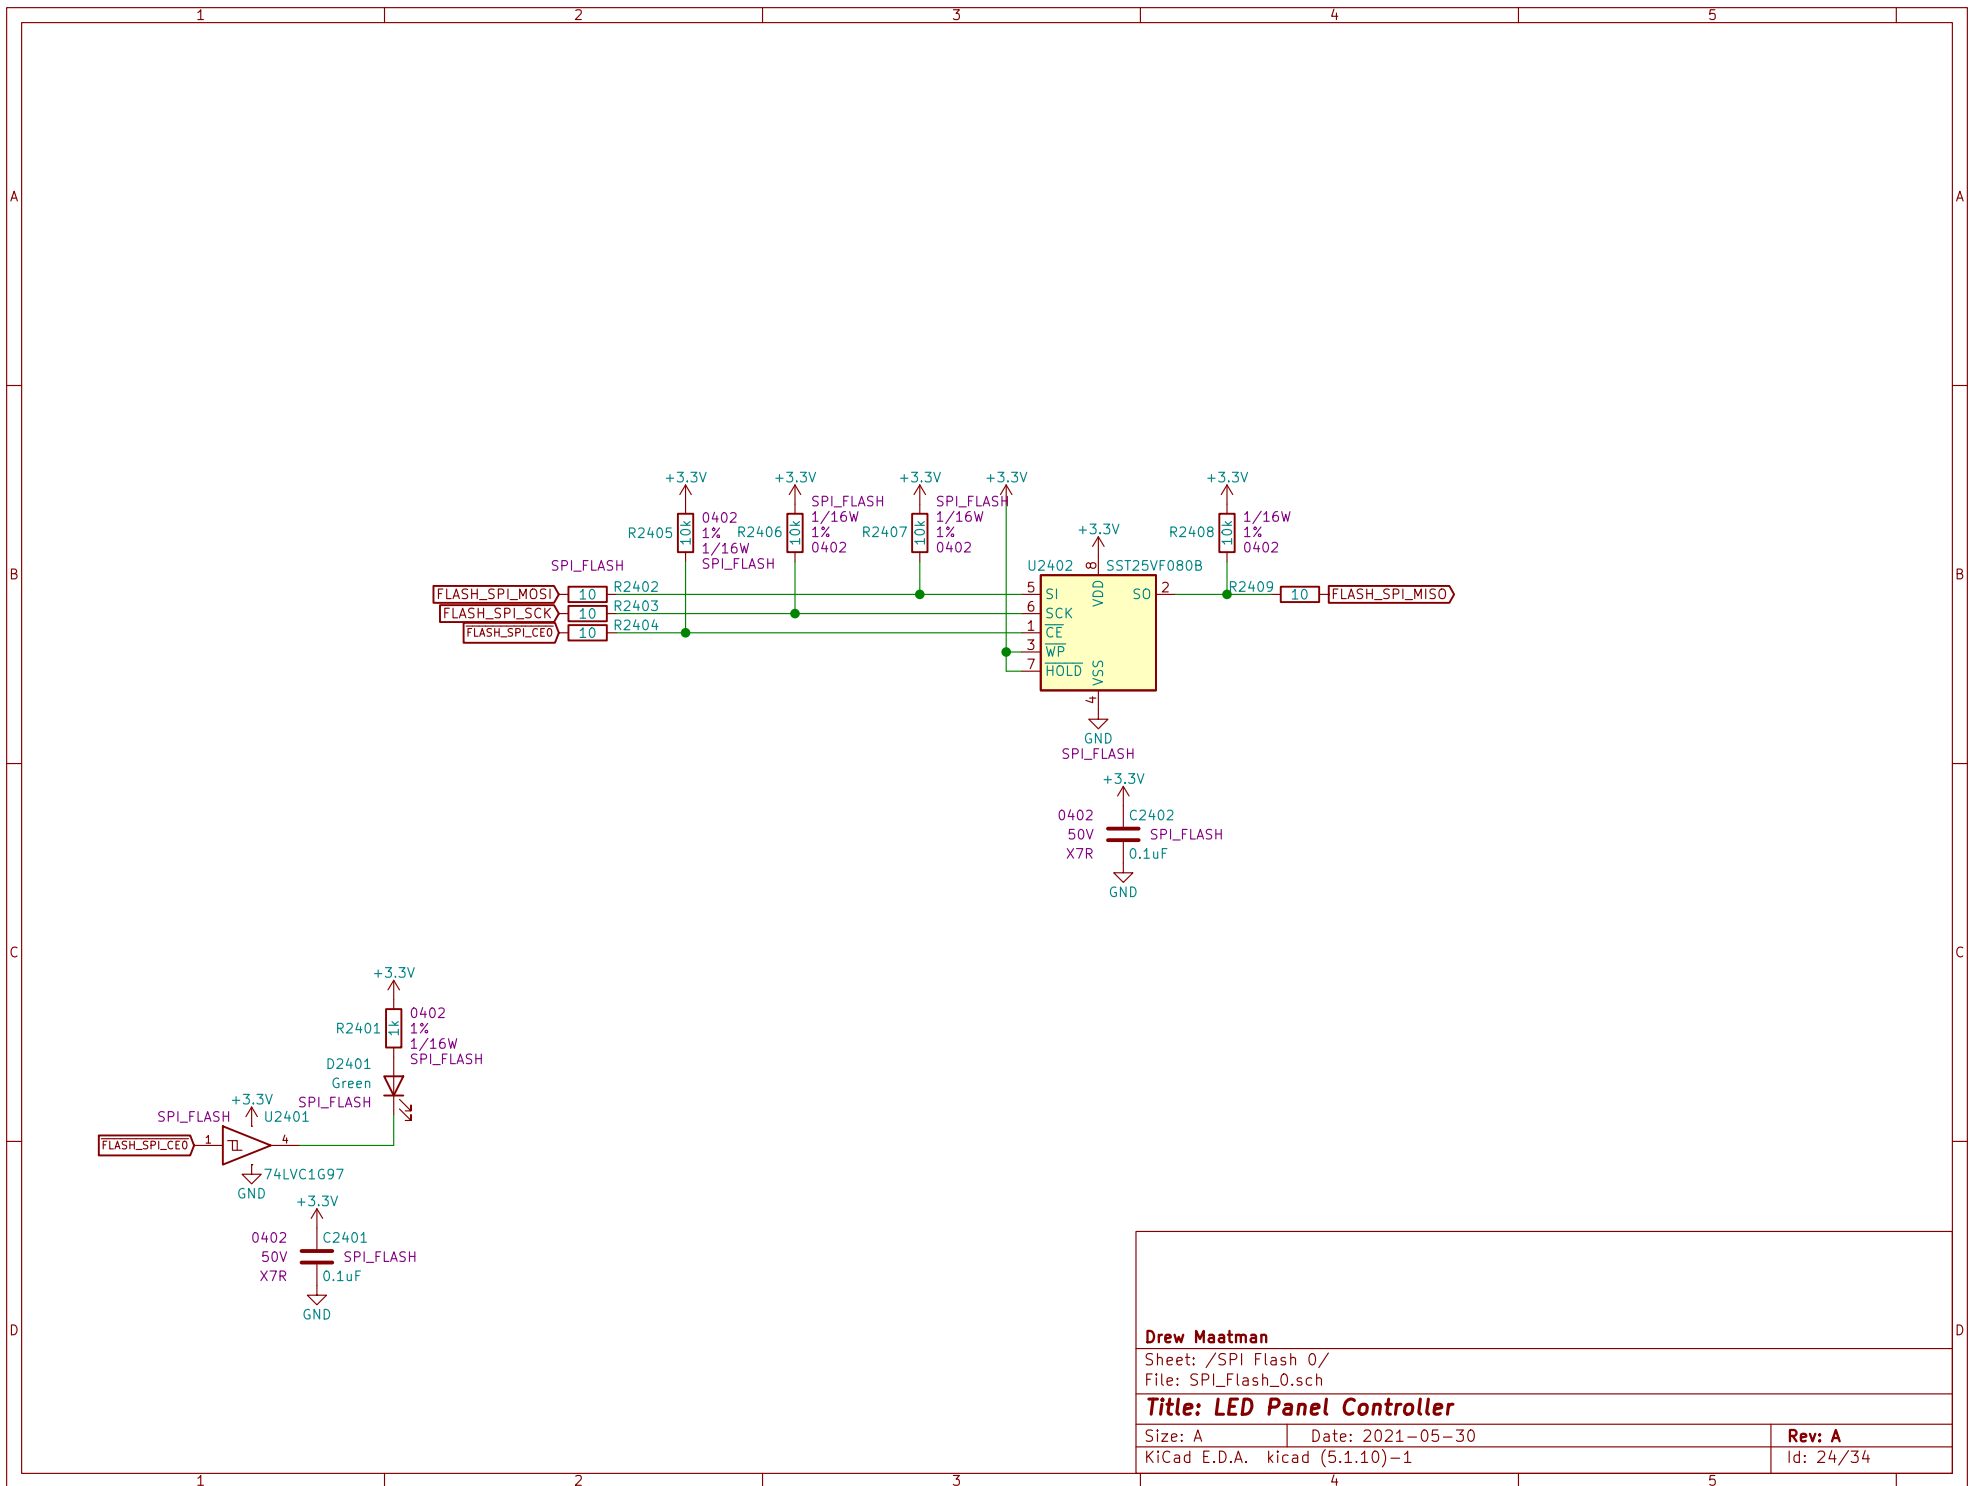 1 2 3 4 5
A A
+3.3V +3.3V +3.3V +3.3V +3.3V
R2405 10k 0402
1%
1/16W
SPI_FLASH
R2406 10k SPI_FLASH
1/16W
1%
0402
R2407 10k SPI_FLASH
1/16W
1%
0402
R2408 10k 1/16W
1%
0402
+3.3V
B B
SPI_FLASH
U2402 8 SST25VF080B
FLASH_SPI_MOSI 10 R2402 5 SI VDD SO 2 R2409 10 FLASH_SPI_MISO
FLASH_SPI_SCK 10 R2403 6 SCK
FLASH_SPI_CE0 10 R2404 1 CE
3 WP
7 HOLD VSS
4
GND
SPI_FLASH
+3.3V
0402 C2402
50V SPI_FLASH
X7R 0.1uF
GND
C C
+3.3V
R2401 1k 0402
1%
1/16W
SPI_FLASH
D2401
Green
SPI_FLASH
+3.3V
SPI_FLASH U2401
FLASH_SPI_CE0 1 4
74LVC1G97
GND
+3.3V
0402 C2401
50V SPI_FLASH
X7R 0.1uF
GND
D D
Drew Maatman
Sheet: /SPI Flash 0/
File: SPI_Flash_0.sch
Title: LED Panel Controller
Size: A Date: 2021-05-30 Rev: A
KiCad E.D.A. kicad (5.1.10)-1 Id: 24/34
1 2 3 4 5